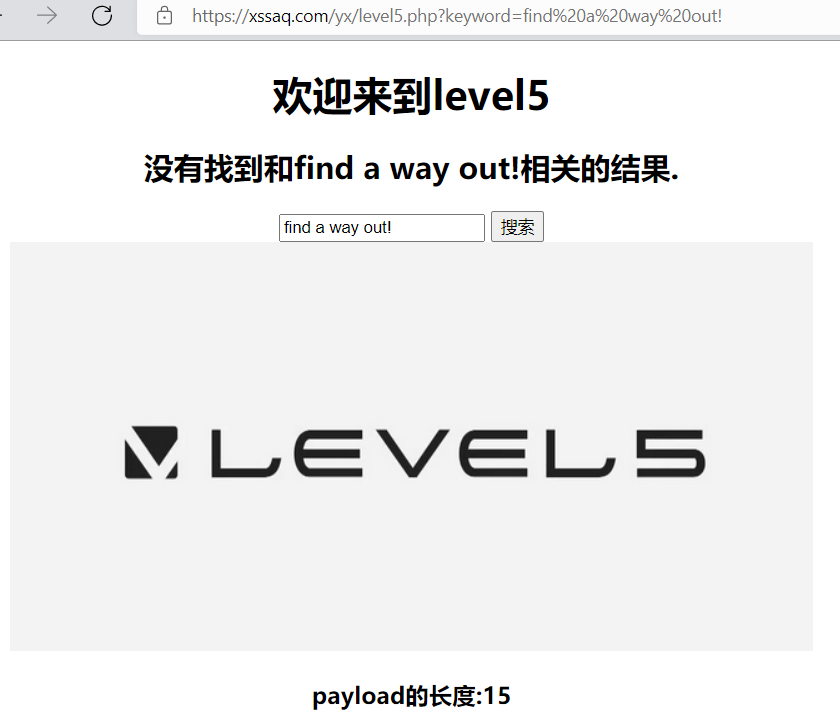 https://xssaq.com/yx/level5.php?keyword=find%20a%20way%20out!
欢迎来到level5
没有找到和find a way out!相关的结果.
find a way out! 搜索
LEVEL5
payload的长度:15